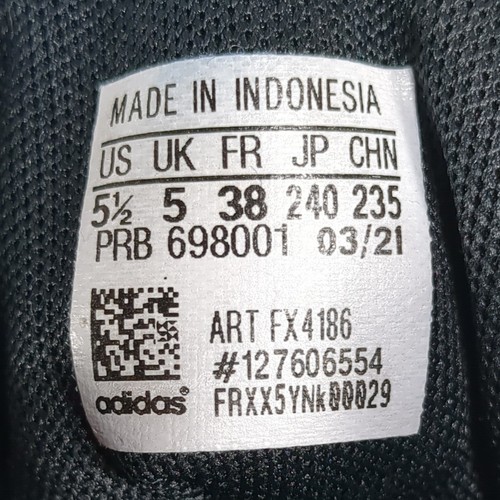 MADE IN INDONESIA
US UK FR JP CHN
5½ 5 38 240 235
PRB 698001 03/21
ART FX4186
#127606554
adidas® FRXX5YNk00029